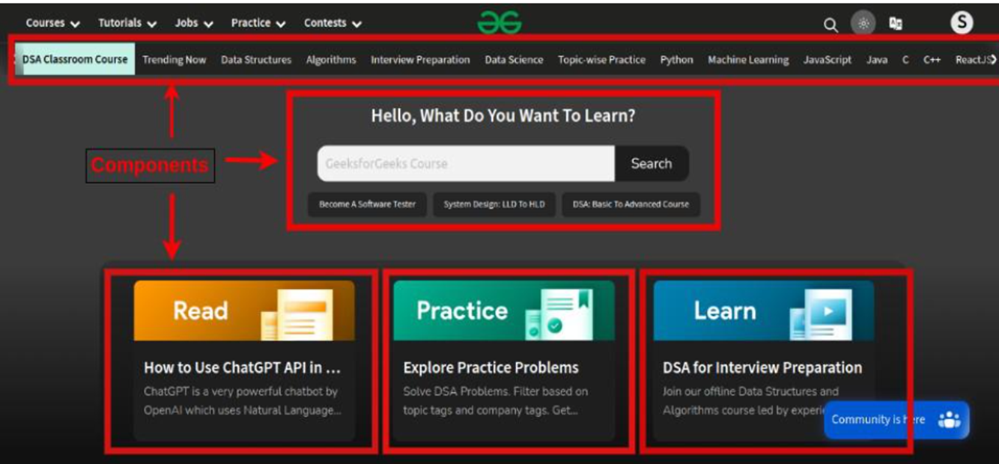 Courses Tutorials Jobs Practice Contests
S
DSA Classroom Course Trending Now Data Structures Algorithms Interview Preparation Data Science Topic-wise Practice Python Machine Learning JavaScript Java C C++ ReactJS
Hello, What Do You Want To Learn?
Components
GeeksforGeeks Course Search
Become A Software Tester System Design: LLD To HLD DSA: Basic To Advanced Course
Read Practice Learn
How to Use ChatGPT API in ... Explore Practice Problems DSA for Interview Preparation
ChatGPT is a very powerful chatbot by Solve DSA Problems. Filter based on Join our offline Data Structures and
OpenAI which uses Natural Language... topic tags and company tags. Get... Algorithms course led by
Community is here